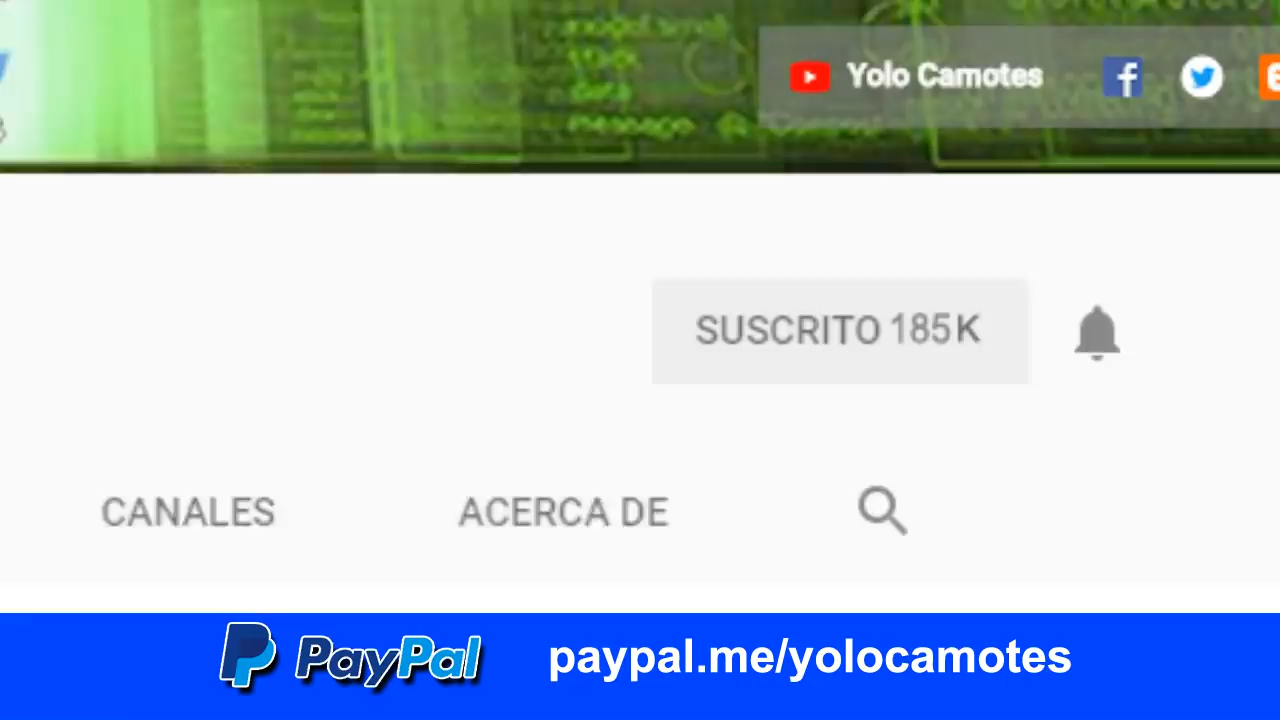 Yolo Camotes
SUSCRITO 185K
CANALES
ACERCA DE
PayPal
paypal.me/yolocamotes